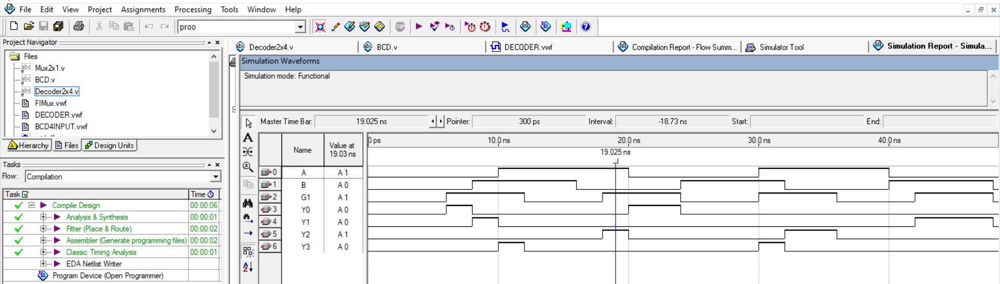 File Edit View Project Assignments Processing Tools Window Help
proo
STOP
Project Navigator
Files
abc Mux2x1.v
abc BCD.v
abc Decoder2x4.v
FIMux.vwf
DECODER.vwf
BCD4INPUT.vwf
Hierarchy Files Design Units
Tasks
Flow: Compilation
Task Time
Compile Design 00:00:06
Analysis & Synthesis 00:00:01
Fitter (Place & Route) 00:00:02
Assembler (Generate programming files) 00:00:02
Classic Timing Analysis 00:00:01
EDA Netlist Writer
Program Device (Open Programmer)
abc Decoder2x4.v abc BCD.v DECODER.vwf Compilation Report - Flow Summ... Simulator Tool Simulation Report - Simula...
Simulation Waveforms
Simulation mode: Functional
Master Time Bar: 19.025 ns Pointer: 300 ps Interval: -18.73 ns Start: End:
Name Value at 19.03 ns
0 ps 10.0 ns 20.0 ns 30.0 ns 40.0 ns
19.025 ns
0 A A 1
1 B A 0
2 G1 A 1
3 Y0 A 0
4 Y1 A 0
5 Y2 A 1
6 Y3 A 0